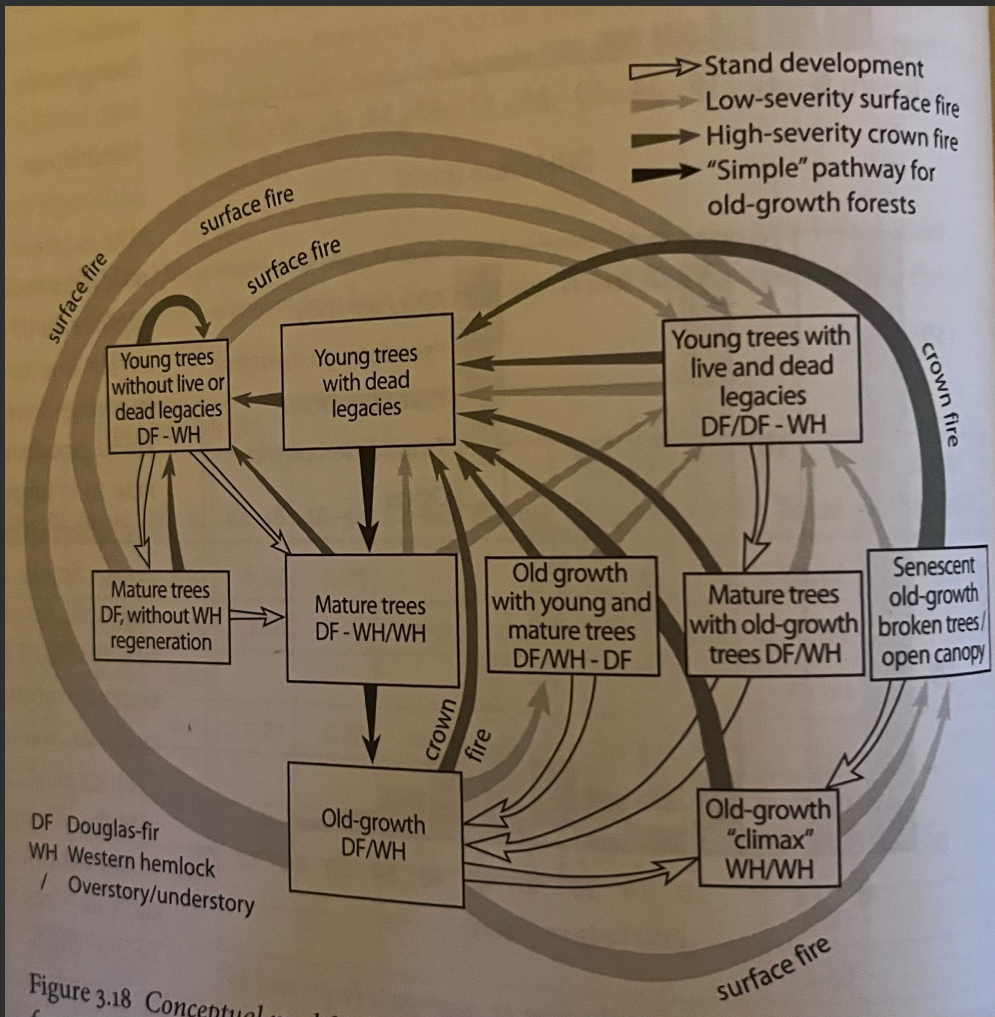 Stand development
Low-severity surface fire
High-severity crown fire
"Simple" pathway for
old-growth forests
surface fire
surface fire
surface fire
crown fire
Young trees
without live or
dead legacies
DF - WH
Young trees
with dead
legacies
Young trees with
live and dead
legacies
DF/DF - WH
Mature trees
DF, without WH
regeneration
Mature trees
DF - WH/WH
Old growth
with young and
mature trees
DF/WH - DF
Mature trees
with old-growth
trees DF/WH
Senescent
old-growth
broken trees/
open canopy
crown
fire
Old-growth
DF/WH
Old-growth
"climax"
WH/WH
surface fire
DF Douglas-fir
WH Western hemlock
/ Overstory/understory
Figure 3.18 Conceptual